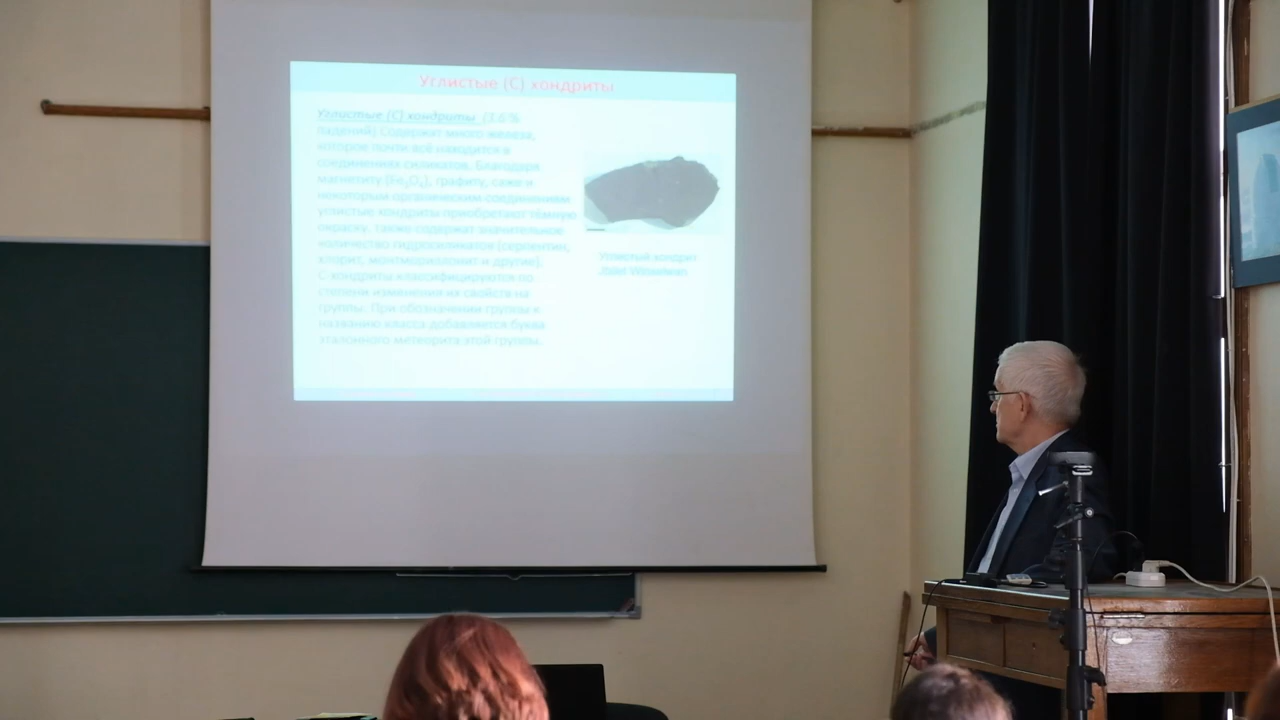 Углистые (С) хондриты
Углистые (С) хондриты (3.6 %
падений) Содержат много железа,
которое почти всё находится в
соединениях силикатов. Благодаря
магнетиту (Fe₃O₄), графиту, саже и
некоторым органическим соединениям
углистые хондриты приобретают тёмную
окраску. также содержат значительное
количество гидросиликатов (серпентин,
хлорит, монтмориллонит и другие).
С-хондриты классифицируются по
степени изменения их свойств на
группы. При обозначении группы к
названию класса добавляется буква
эталонного метеорита этой группы.
Углистый хондрит
Jbilet Winselwan